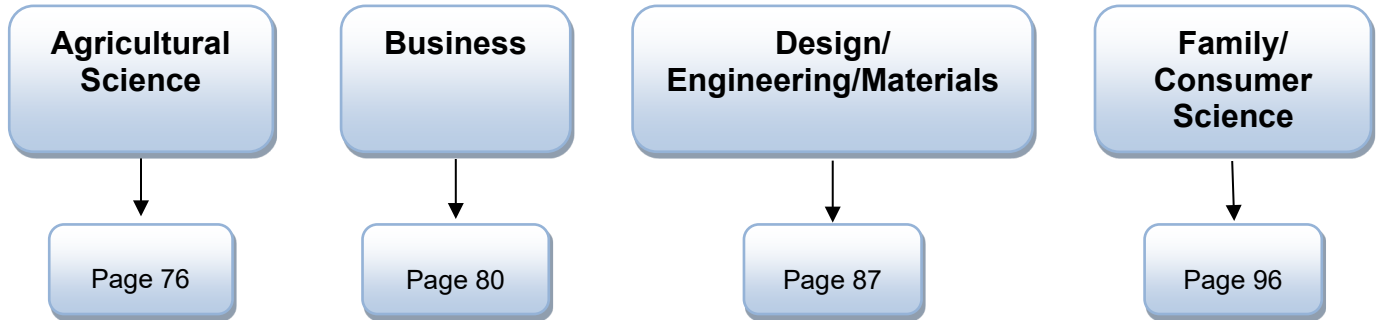 Agricultural
Science
Business
Design/
Engineering/Materials
Family/
Consumer
Science
Page 76
Page 80
Page 87
Page 96